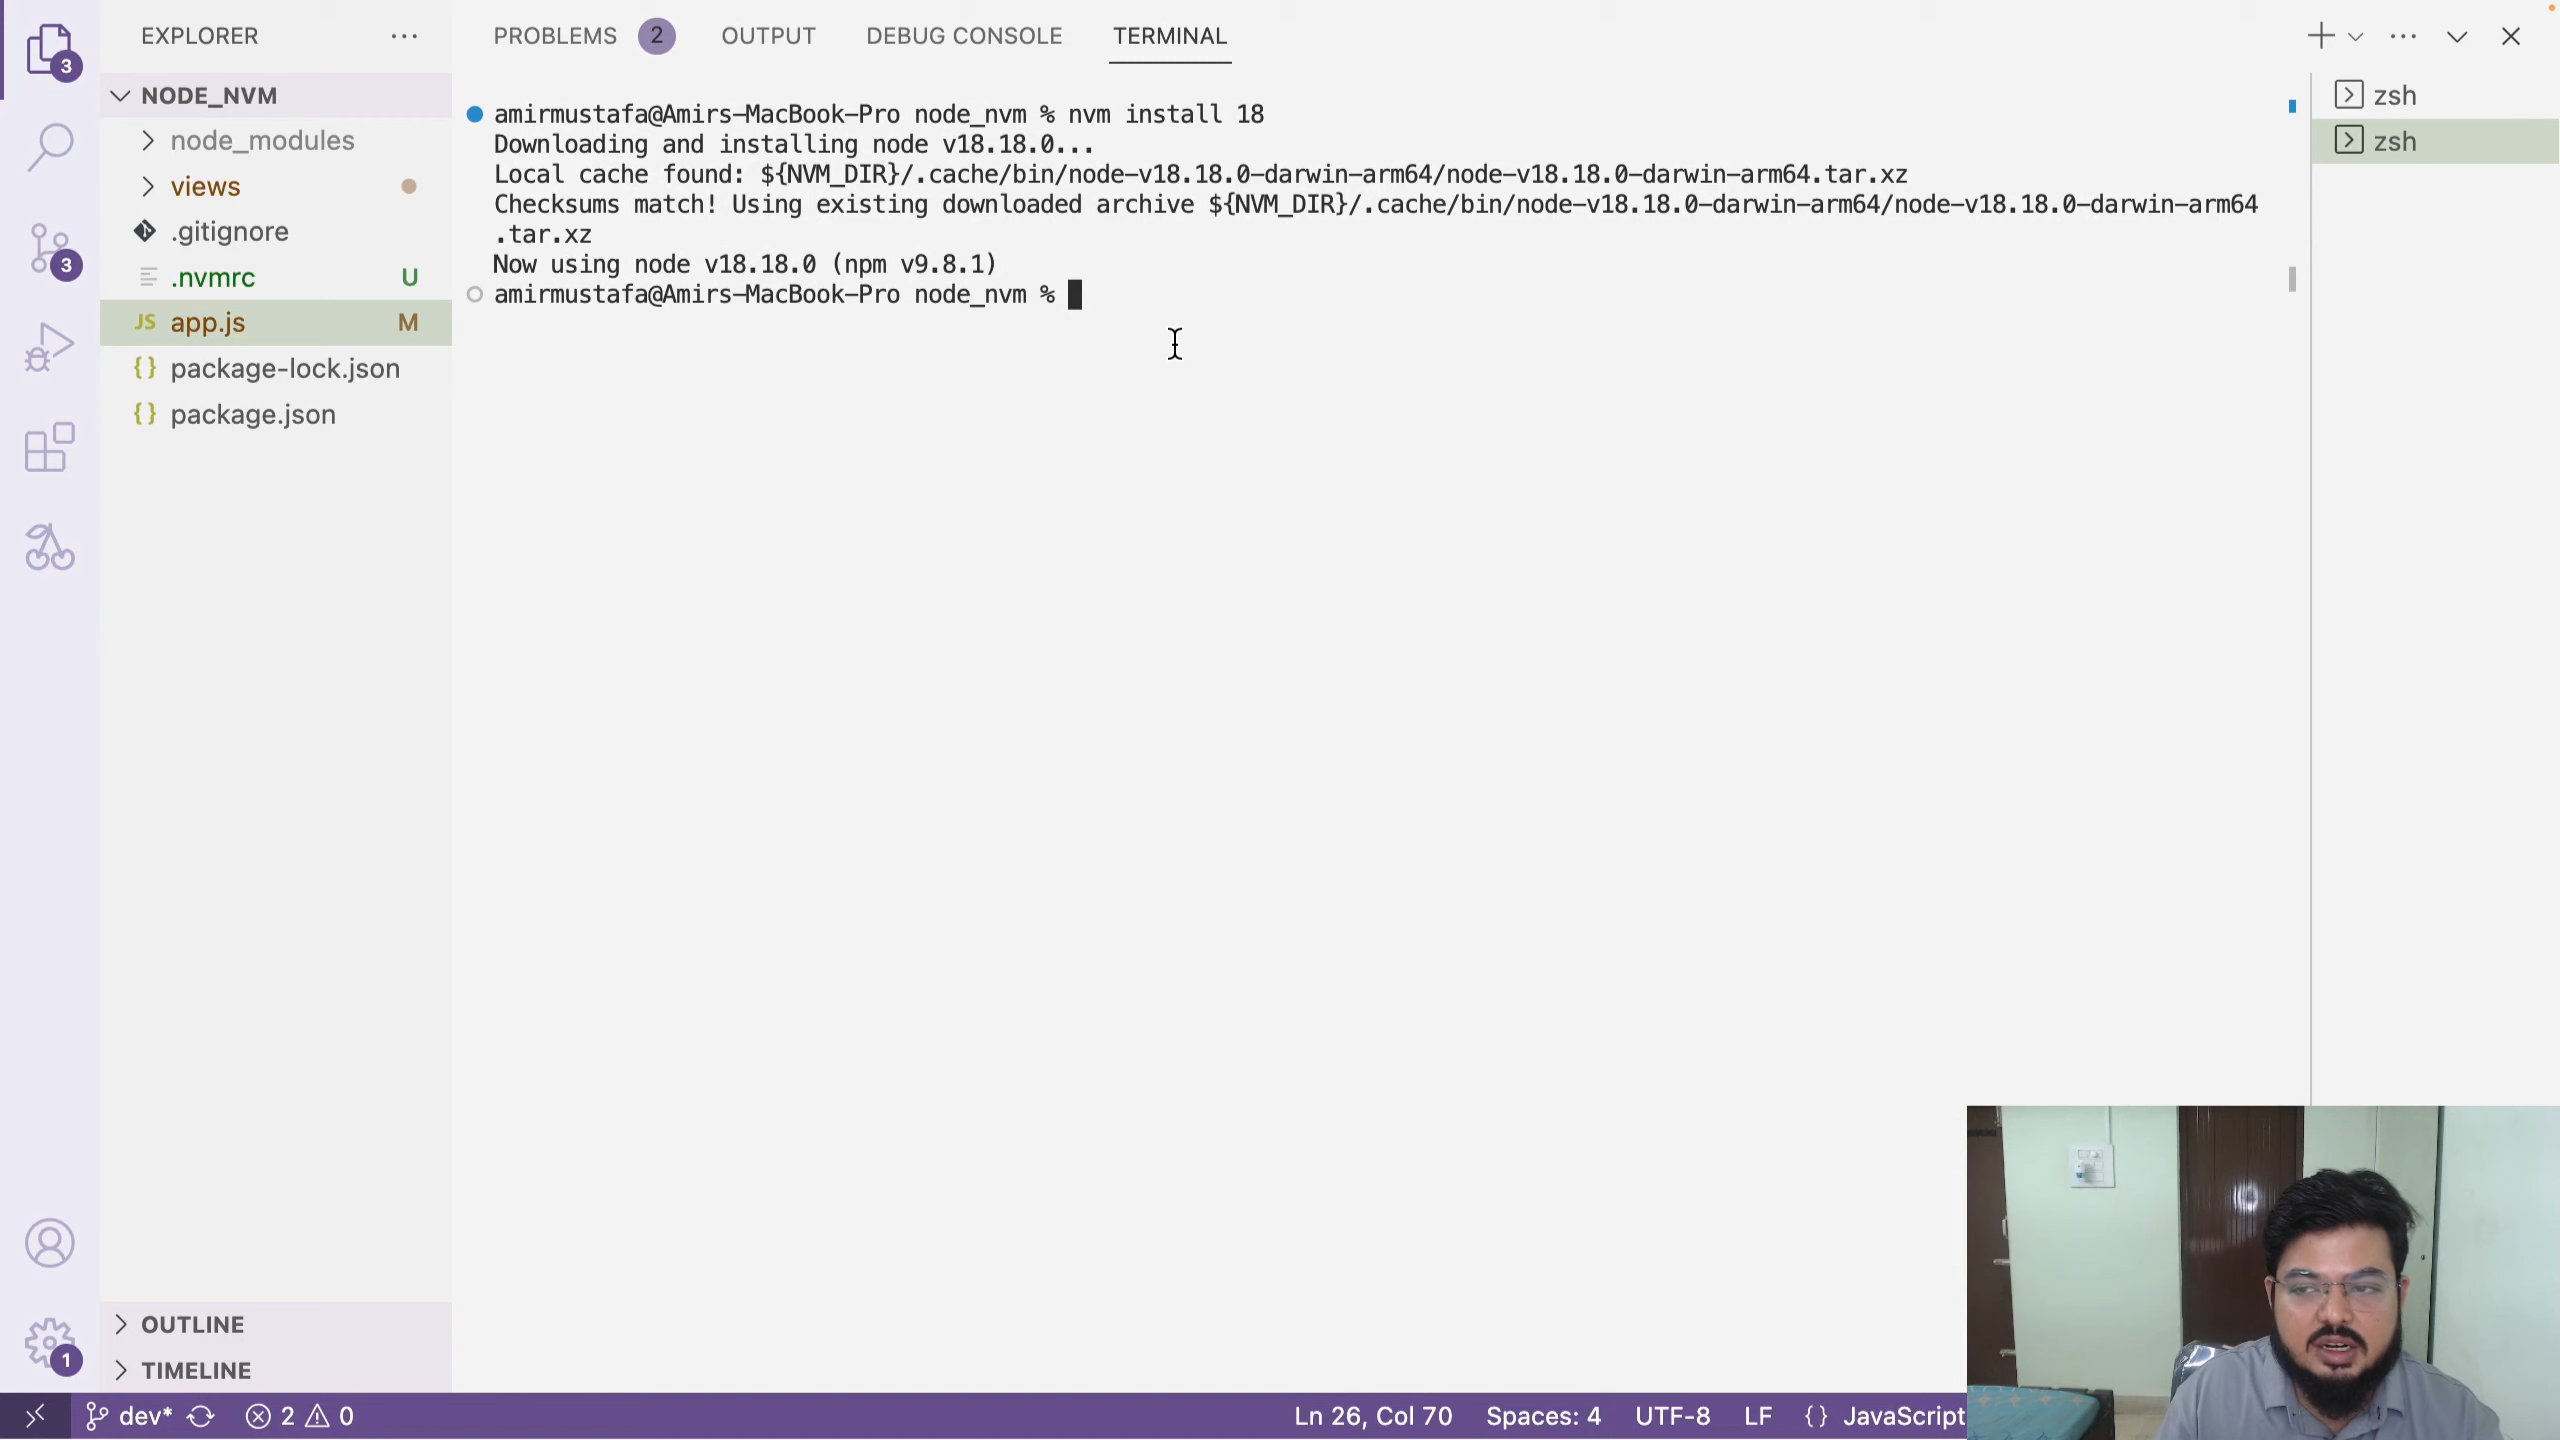 EXPLORER
3
NODE_NVM
node_modules
views
.gitignore
.nvmrc U
JS app.js M
{} package-lock.json
{} package.json
3
OUTLINE
TIMELINE
1
PROBLEMS 2 OUTPUT DEBUG CONSOLE TERMINAL
amirmustafa@Amirs-MacBook-Pro node_nvm % nvm install 18
Downloading and installing node v18.18.0...
Local cache found: ${NVM_DIR}/.cache/bin/node-v18.18.0-darwin-arm64/node-v18.18.0-darwin-arm64.tar.xz
Checksums match! Using existing downloaded archive ${NVM_DIR}/.cache/bin/node-v18.18.0-darwin-arm64/node-v18.18.0-darwin-arm64
.tar.xz
Now using node v18.18.0 (npm v9.8.1)
amirmustafa@Amirs-MacBook-Pro node_nvm %
zsh
zsh
dev* 2 0 Ln 26, Col 70 Spaces: 4 UTF-8 LF {} JavaScript